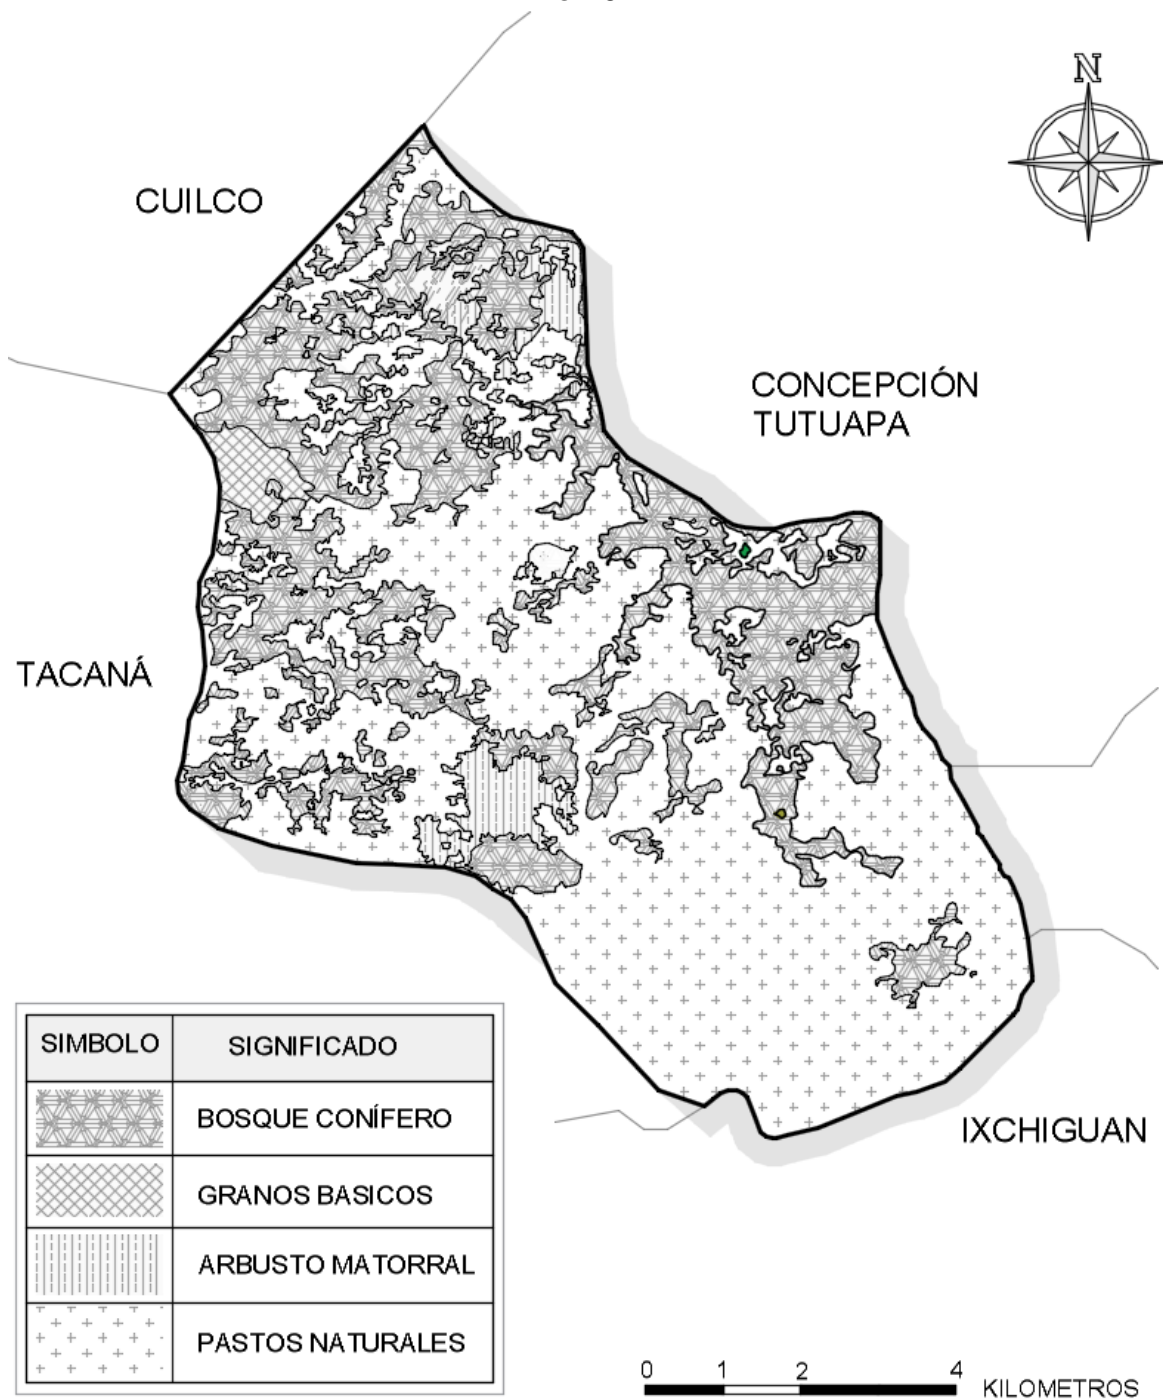 N
CUILCO
CONCEPCIÓN
TUTUAPA
TACANÁ
SIMBOLO
SIGNIFICADO
BOSQUE CONÍFERO
GRANOS BASICOS
ARBUSTO MATORRAL
PASTOS NATURALES
IXCHIGUAN
0 1 2 4
KILOMETROS